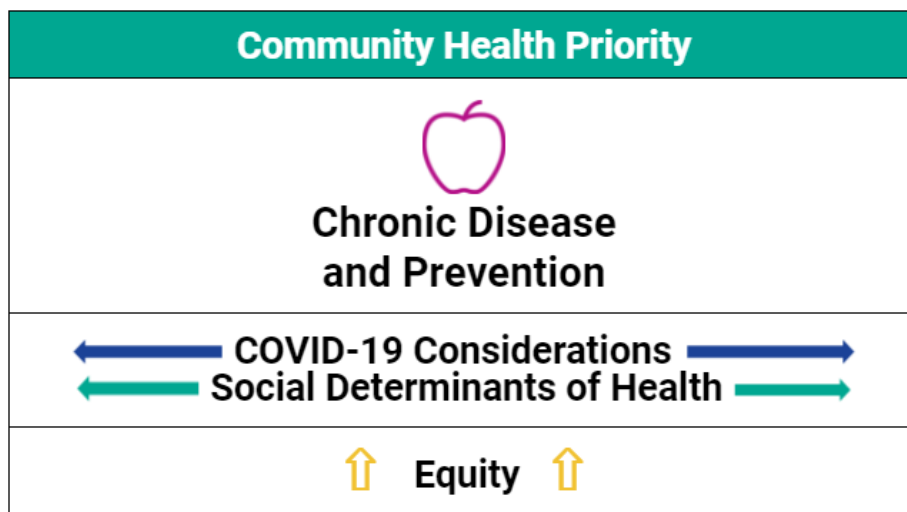 Community Health Priority
Chronic Disease
and Prevention
COVID-19 Considerations
Social Determinants of Health
Equity